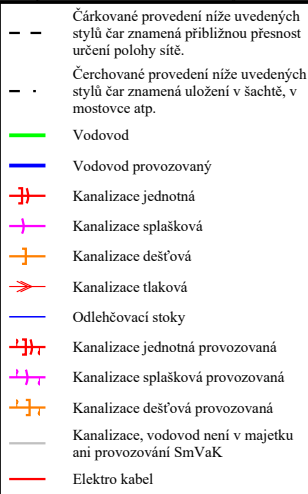 Čárkované provedení níže uvedených
stylů čar znamená přibližnou přesnost
určení polohy sítě.
Čerchované provedení níže uvedených
stylů čar znamená uložení v šachtě, v
mostovce atp.
Vodovod
Vodovod provozovaný
Kanalizace jednotná
Kanalizace splašková
Kanalizace dešťová
Kanalizace tlaková
Odlehčovací stoky
Kanalizace jednotná provozovaná
Kanalizace splašková provozovaná
Kanalizace dešťová provozovaná
Kanalizace, vodovod není v majetku
ani provozování SmVaK
Elektro kabel